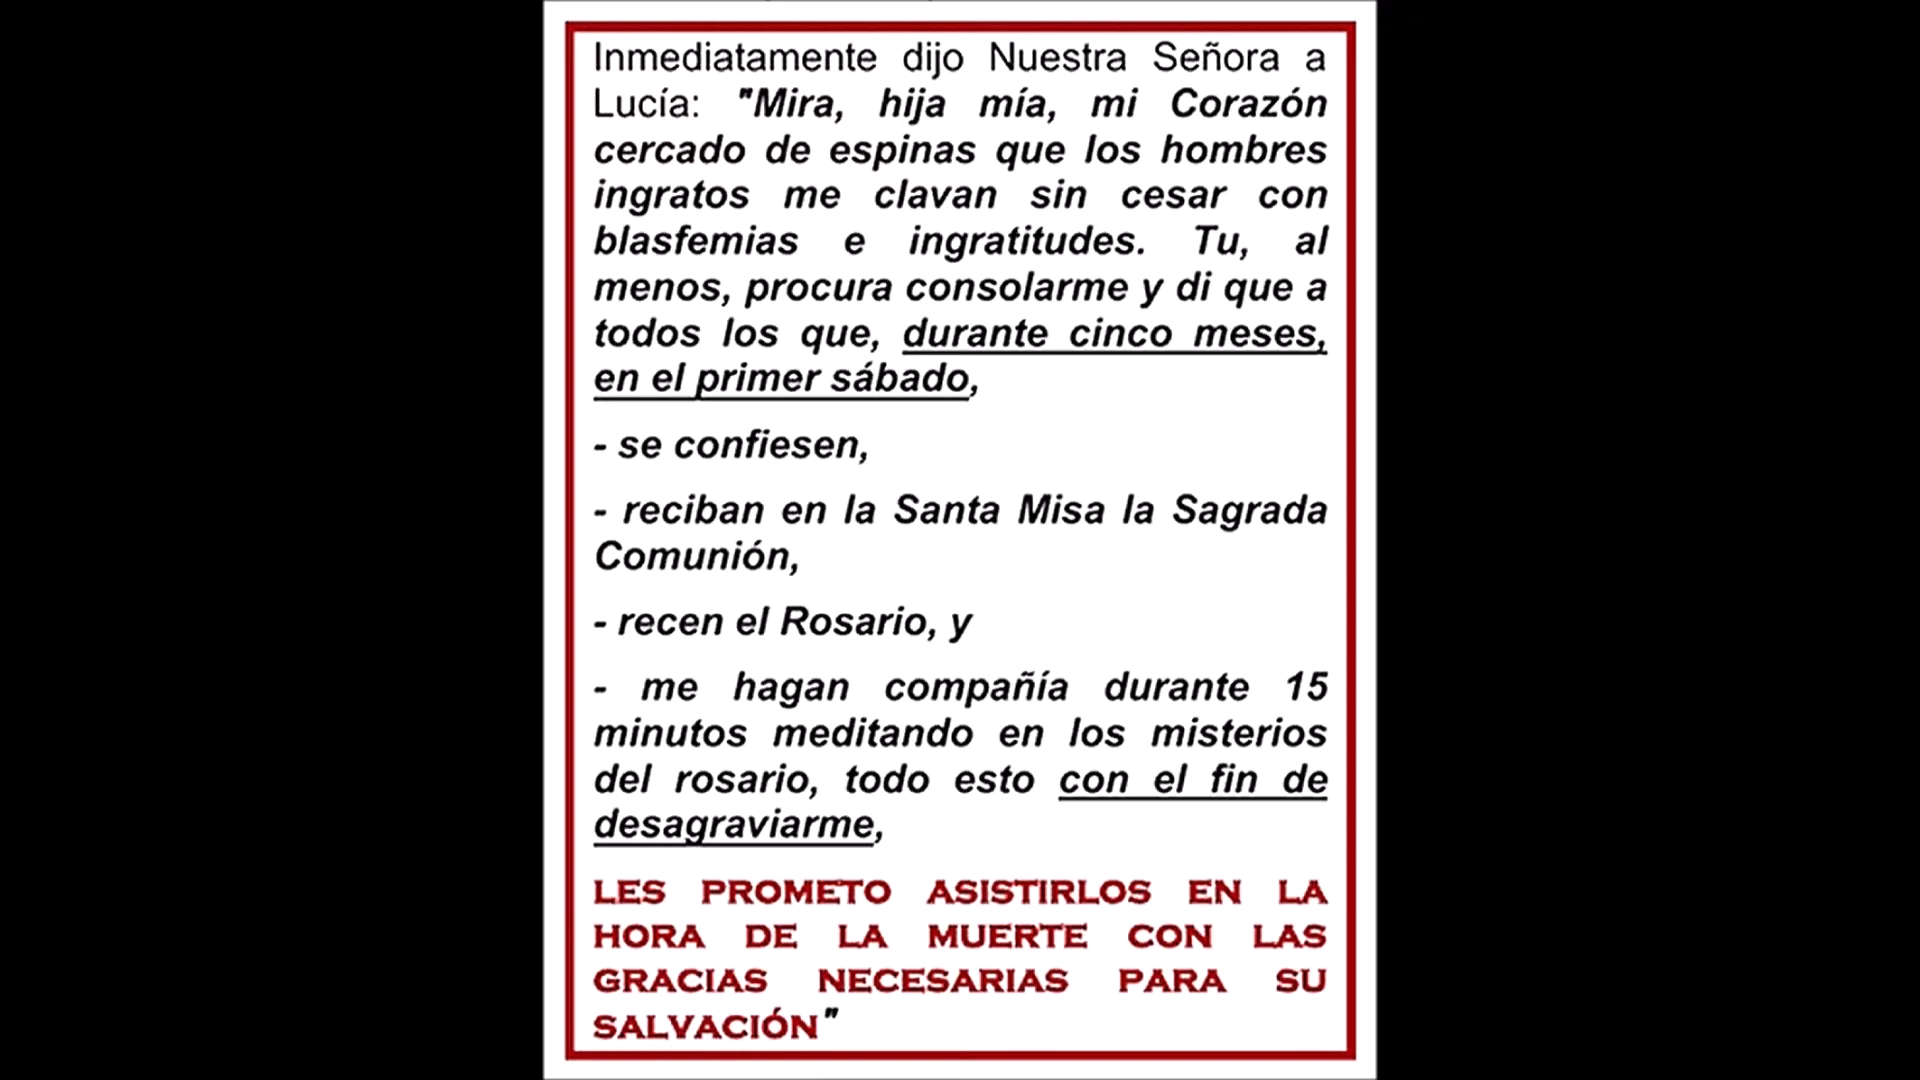 Inmediatamente dijo Nuestra Señora a
Lucía: "Mira, hija mía, mi Corazón
cercado de espinas que los hombres
ingratos me clavan sin cesar con
blasfemias e ingratitudes. Tu, al
menos, procura consolarme y di que a
todos los que, durante cinco meses,
en el primer sábado,
- se confiesen,
- reciban en la Santa Misa la Sagrada
Comunión,
- recen el Rosario, y
- me hagan compañía durante 15
minutos meditando en los misterios
del rosario, todo esto con el fin de
desagraviarme,
LES PROMETO ASISTIRLOS EN LA
HORA DE LA MUERTE CON LAS
GRACIAS NECESARIAS PARA SU
SALVACIÓN"